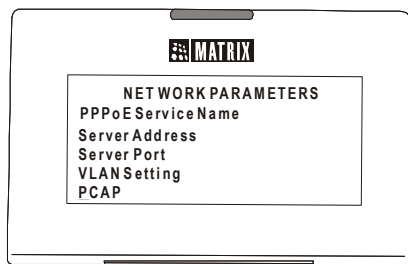 MATRIX
NETWORK PARAMETERS
PPPoE Service Name
Server Address
Server Port
VLAN Setting
PCAP